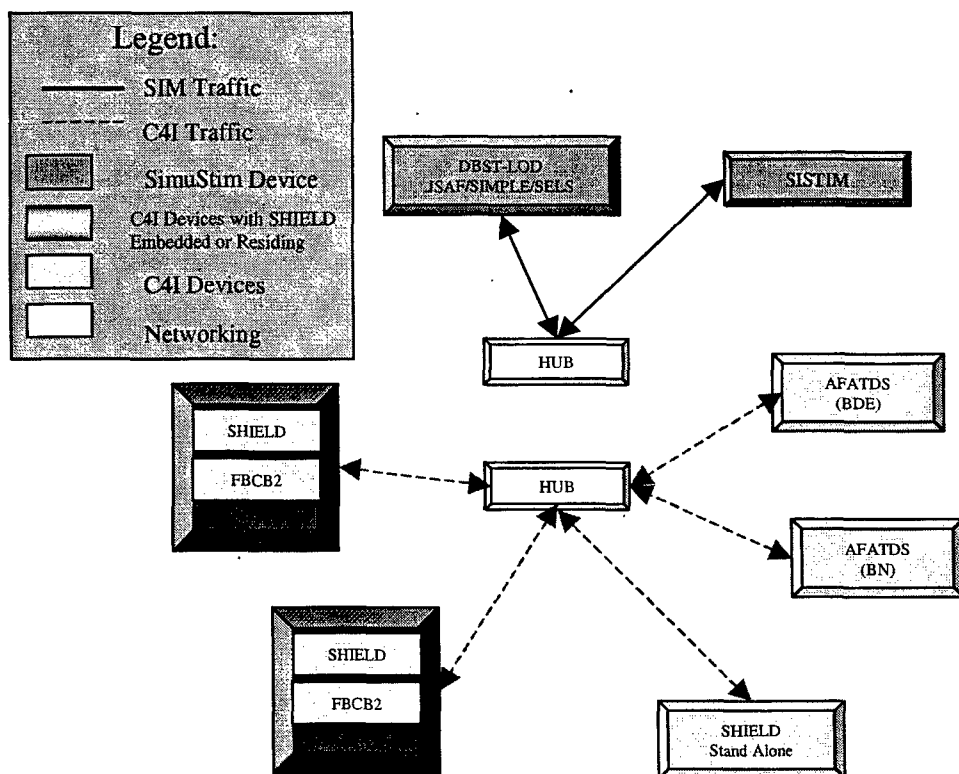 Legend:
SIM Traffic
C4I Traffic
SimuStim Device
C4I Devices with SHIELD
Embedded or Residing
C4I Devices
Networking
DBST-LOD
JSAF/SIMPLE/SELS
SISTIM
HUB
AFATDS
(BDE)
SHIELD
FBCB2
HUB
AFATDS
(BN)
SHIELD
FBCB2
SHIELD
Stand Alone